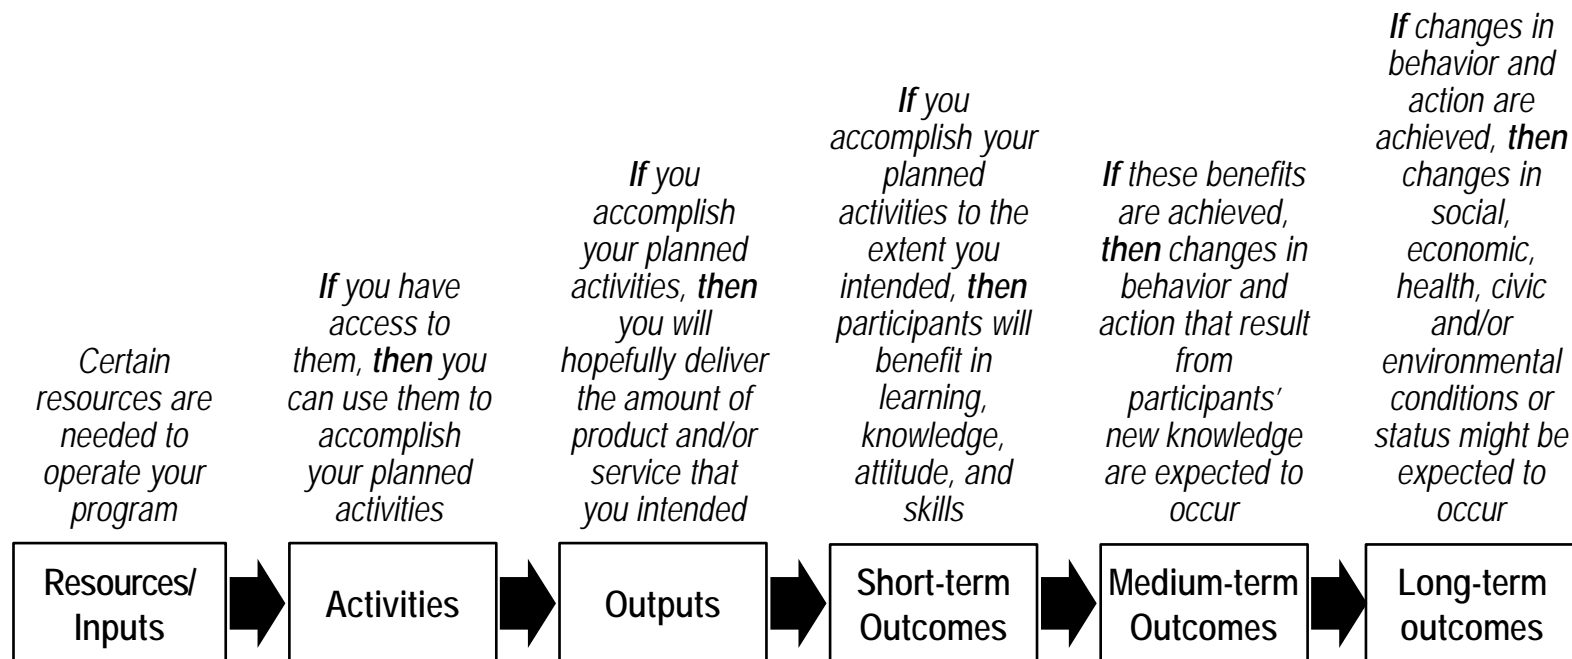 Certain
resources are
needed to
operate your
program
If you have
access to
them, then you
can use them to
accomplish
your planned
activities
If you
accomplish
your planned
activities, then
you will
hopefully deliver
the amount of
product and/or
service that
you intended
If you
accomplish your
planned
activities to the
extent you
intended, then
participants will
benefit in
learning,
knowledge,
attitude, and
skills
If these benefits
are achieved,
then changes in
behavior and
action that result
from
participants’
new knowledge
are expected to
occur
If changes in
behavior and
action are
achieved, then
changes in
social,
economic,
health, civic
and/or
environmental
conditions or
status might be
expected to
occur
Resources/
Inputs
Activities
Outputs
Short-term
Outcomes
Medium-term
Outcomes
Long-term
outcomes